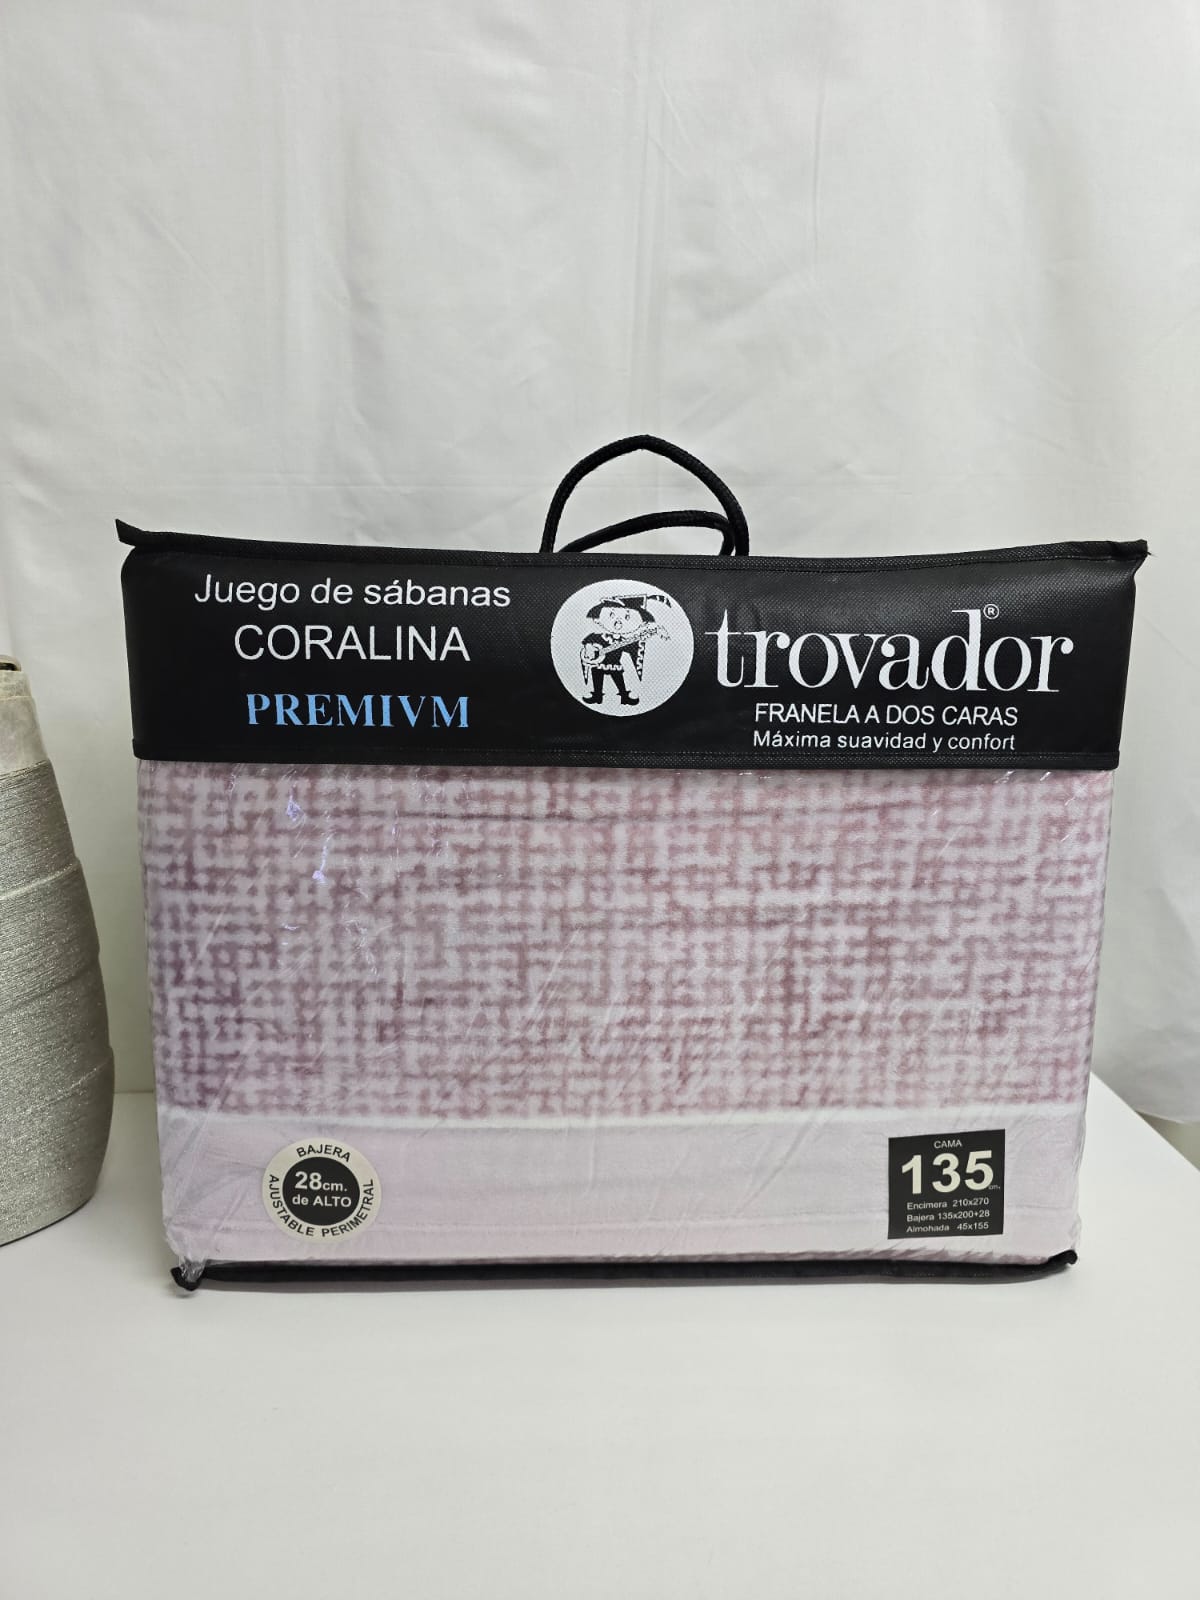 Juego de sábanas
CORALINA
PREMIVM
trovador®
FRANELA A DOS CARAS
Máxima suavidad y confort
BAJERA
28cm.
de ALTO
AJUSTABLE PERIMETRAL
CAMA
135cm.
Encimera 210x270
Bajera 135x200+28
Almohada 45x155